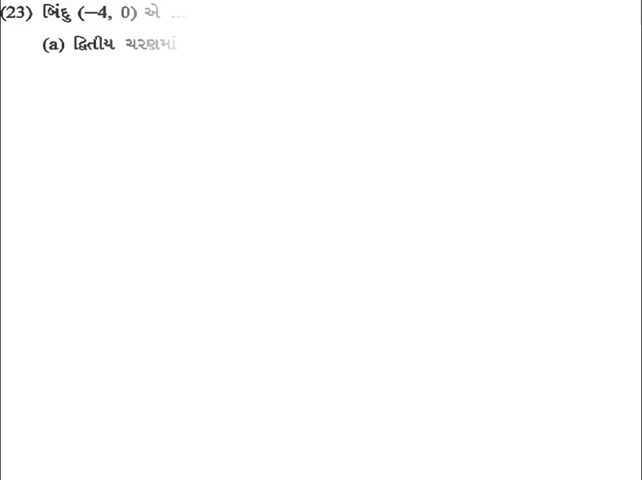 (23) બિંદુ (−4, 0) એ ....
(a) દ્વિતીય ચરણમાં